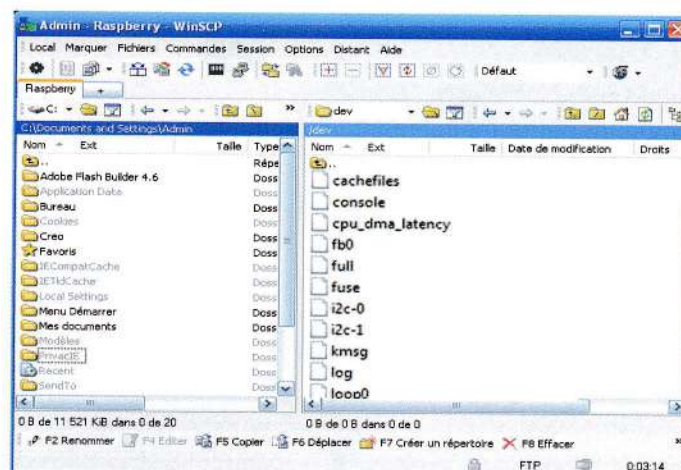 Admin - Raspberry - WinSCP
Local Marquer Fichiers Commandes Session Options Distant Aide
Défaut
Raspberry
C: dev
C:\Documents and Settings\Admin
/dev
Nom Ext Taille Type
..  Répe
Adobe Flash Builder 4.6 Doss
Application Data Doss
Bureau Doss
Cookies Doss
Creo Doss
Favoris Doss
IECompatCache Doss
IETldCache Doss
Local Settings Doss
Menu Démarrer Doss
Mes documents Doss
Modèles Doss
PrivacIE Doss
Recent Doss
SendTo Doss
Nom Ext Taille Date de modification Droits
..
cachefiles
console
cpu_dma_latency
fb0
full
fuse
i2c-0
i2c-1
kmsg
log
loop0
0 B de 11 521 KiB dans 0 de 20
0 B de 0 B dans 0 de 0
F2 Renommer F4 Editer F5 Copier F6 Déplacer F7 Créer un répertoire F8 Effacer
FTP 0:03:14